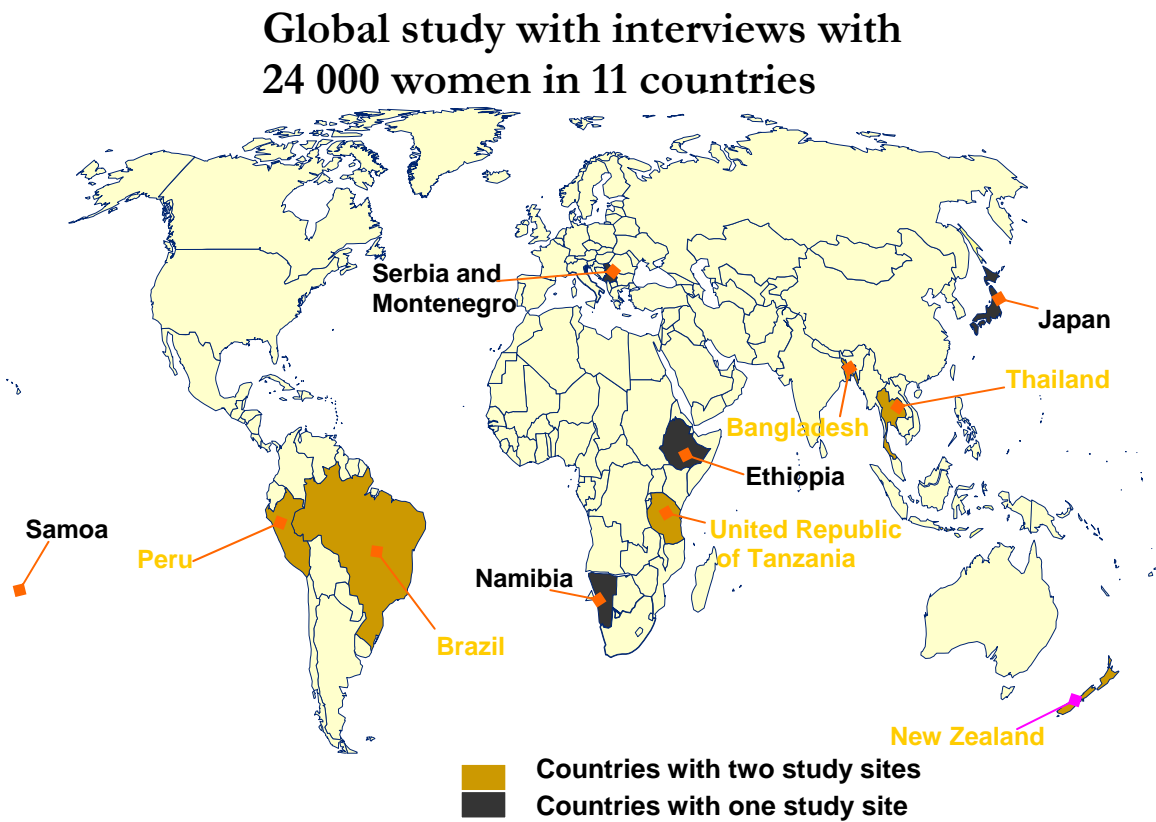 Global study with interviews with
24 000 women in 11 countries
Serbia and
Montenegro
Japan
Thailand
Bangladesh
Ethiopia
Samoa
United Republic
of Tanzania
Peru
Namibia
Brazil
New Zealand
Countries with two study sites
Countries with one study site